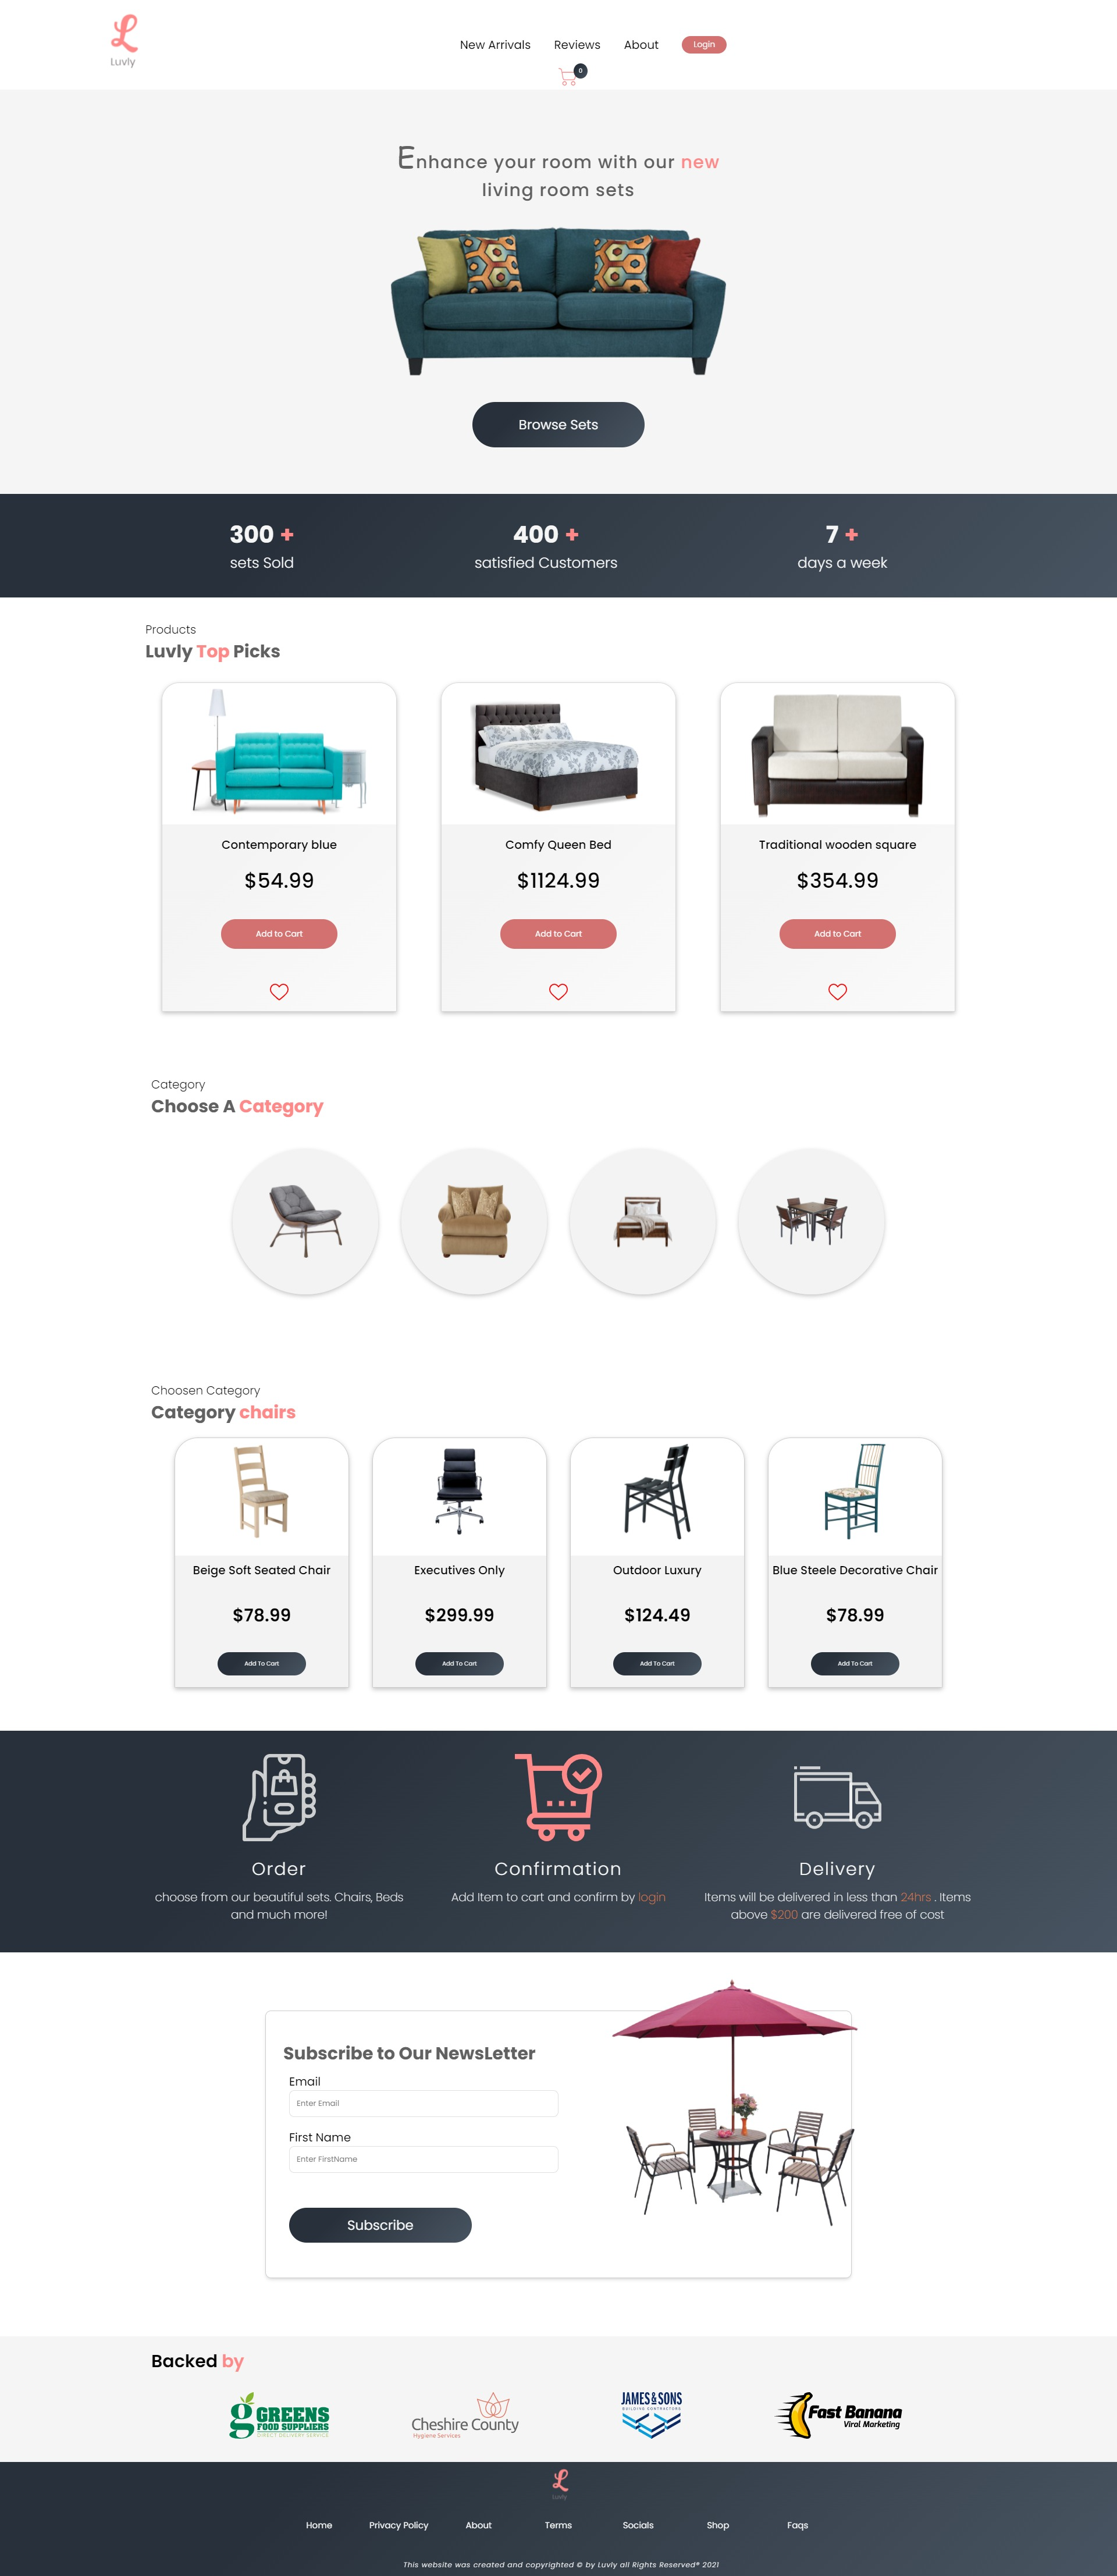 L
Luvly
New Arrivals Reviews About Login
0
Enhance your room with our new
living room sets
Browse Sets
300 + 400 + 7 +
sets Sold satisfied Customers days a week
Products
Luvly Top Picks
Contemporary blue Comfy Queen Bed Traditional wooden square
$54.99 $1124.99 $354.99
Add to Cart Add to Cart Add to Cart
Category
Choose A Category
Choosen Category
Category chairs
Beige Soft Seated Chair Executives Only Outdoor Luxury Blue Steele Decorative Chair
$78.99 $299.99 $124.49 $78.99
Add To Cart Add To Cart Add To Cart Add To Cart
Order Confirmation Delivery
choose from our beautiful sets. Chairs, Beds Add Item to cart and confirm by login Items will be delivered in less than 24hrs . Items
and much more! above $200 are delivered free of cost
Subscribe to Our NewsLetter
Email
Enter Email
First Name
Enter FirstName
Subscribe
Backed by
g GREENS
FOOD SUPPLIERS
DIRECT DELIVERY SERVICE
Cheshire County
Hygiene Services
JAMES & SONS
BUILDING CONTRACTORS
Fast Banana
Viral Marketing
L
Luvly
Home Privacy Policy About Terms Socials Shop Faqs
This website was created and copyrighted © by Luvly all Rights Reserved® 2021